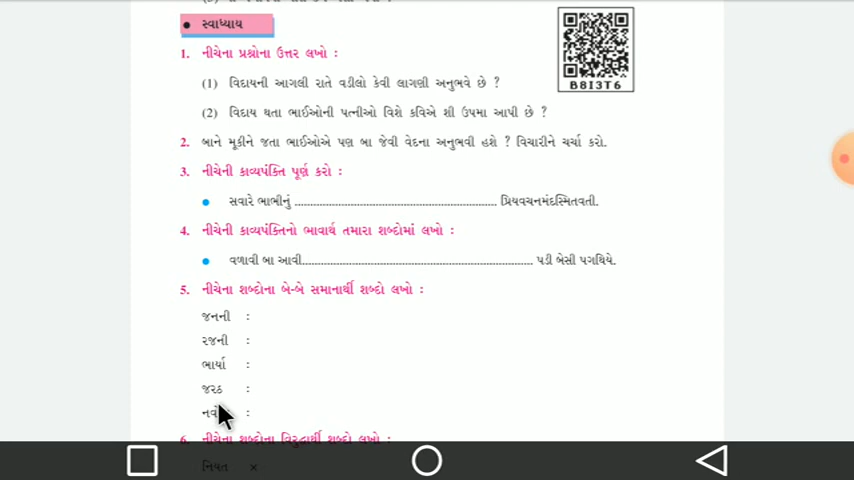 ● સ્વાધ્યાય
1. નીચેના પ્રશ્નોના ઉત્તર લખો :
(1) વિદાયની આગલી રાતે વડીલો કેવી લાગણી અનુભવે છે ?
B8I3T6
(2) વિદાય થતા ભાઈઓની પત્નીઓ વિશે કવિએ શી ઉપમા આપી છે ?
2. બાને મૂકીને જતા ભાઈઓએ પણ બા જેવી વેદના અનુભવી હશે ? વિચારીને ચર્ચા કરો.
3. નીચેની કાવ્યપંક્તિ પૂર્ણ કરો :
● સવારે ભાભીનું ........................................................ પ્રિયવચનમંદસ્મિતવતી.
4. નીચેની કાવ્યપંક્તિનો ભાવાર્થ તમારા શબ્દોમાં લખો :
● વળાવી બા આવી................................................................ પડી બેસી પગથિયે.
5. નીચેના શબ્દોના બે-બે સમાનાર્થી શબ્દો લખો :
જનની :
રજની :
ભાર્યા :
જરઠ :
:
6. નીચેના શબ્દોના વિરુદ્ધાર્થી શબ્દો લખો :
નિયત ×